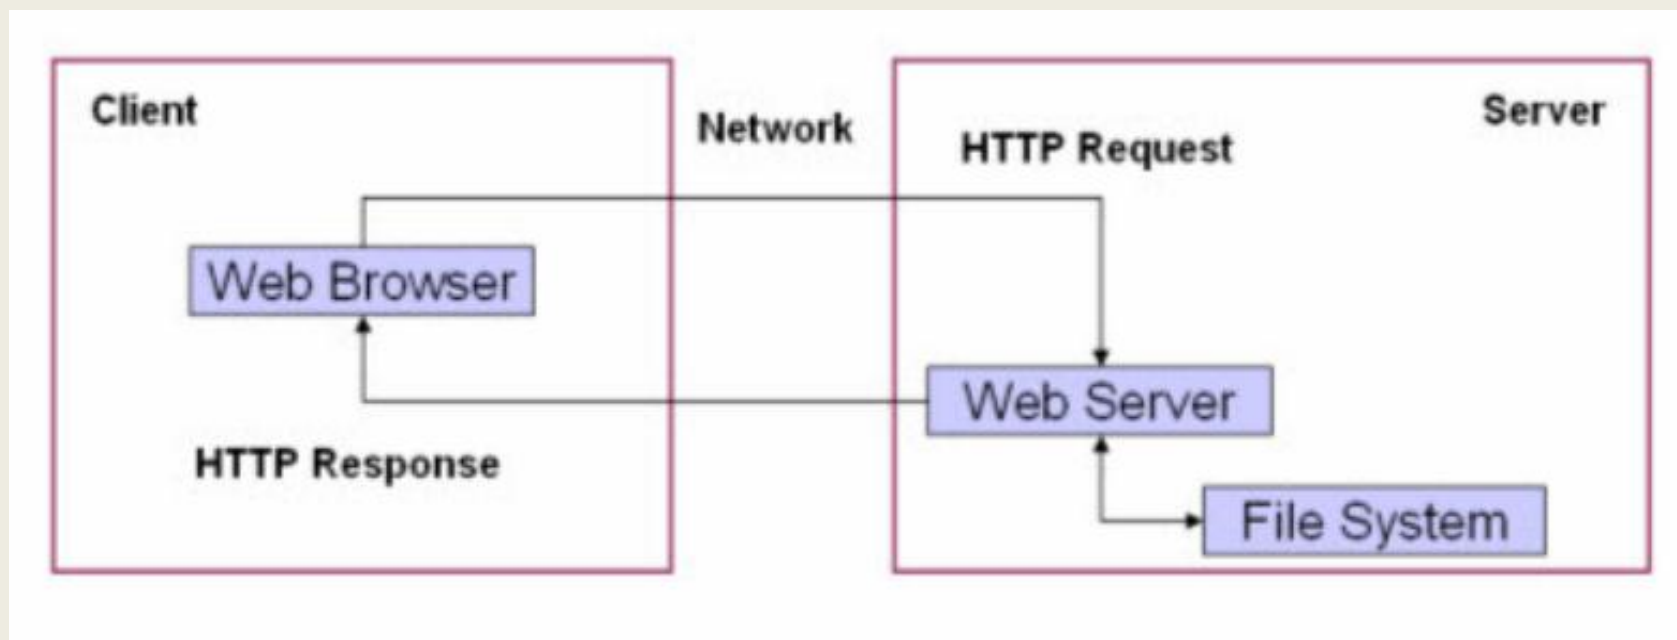 Client
Network
Server
HTTP Request
Web Browser
Web Server
HTTP Response
File System